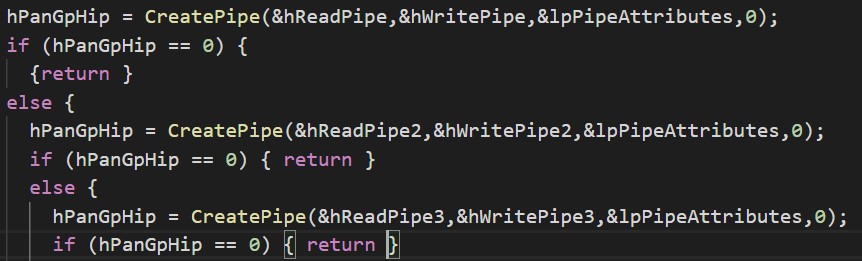 hPanGpHip = CreatePipe(&hReadPipe,&hWritePipe,&lpPipeAttributes,0);
if (hPanGpHip == 0) {
  {return }
else {
  hPanGpHip = CreatePipe(&hReadPipe2,&hWritePipe2,&lpPipeAttributes,0);
  if (hPanGpHip == 0) { return }
  else {
    hPanGpHip = CreatePipe(&hReadPipe3,&hWritePipe3,&lpPipeAttributes,0);
    if (hPanGpHip == 0) { return }